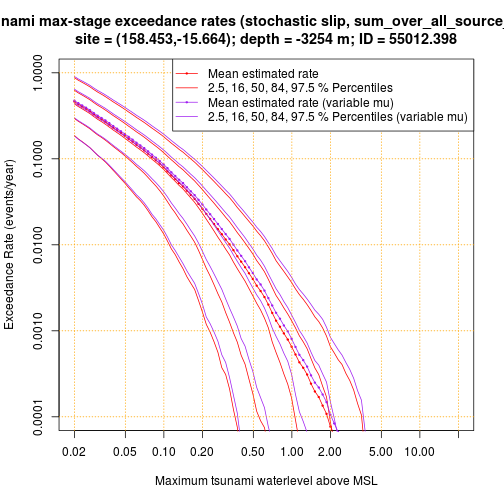 nami max-stage exceedance rates (stochastic slip, sum_over_all_source_
site = (158.453,-15.664); depth = -3254 m; ID = 55012.398
Mean estimated rate
2.5, 16, 50, 84, 97.5 % Percentiles
Mean estimated rate (variable mu)
2.5, 16, 50, 84, 97.5 % Percentiles (variable mu)
Exceedance Rate (events/year)
1.0000
0.1000
0.0100
0.0010
0.0001
0.02 0.05 0.10 0.20 0.50 1.00 2.00 5.00 10.00
Maximum tsunami waterlevel above MSL